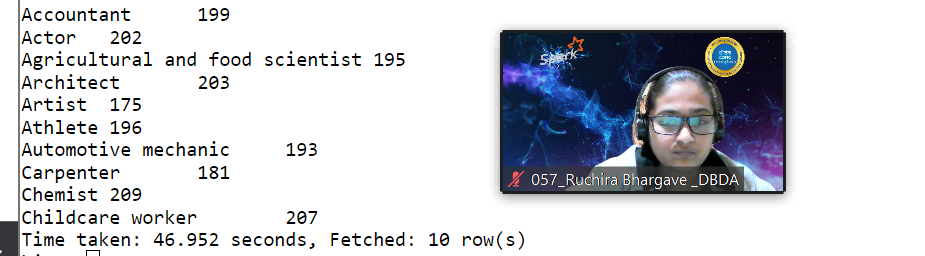 Accountant 199
Actor 202
Agricultural and food scientist 195
Architect 203
Artist 175
Athlete 196
Automotive mechanic 193
Carpenter 181
Chemist 209
Childcare worker 207
Time taken: 46.952 seconds, Fetched: 10 row(s)
Spark
057_Ruchira Bhargave _DBDA